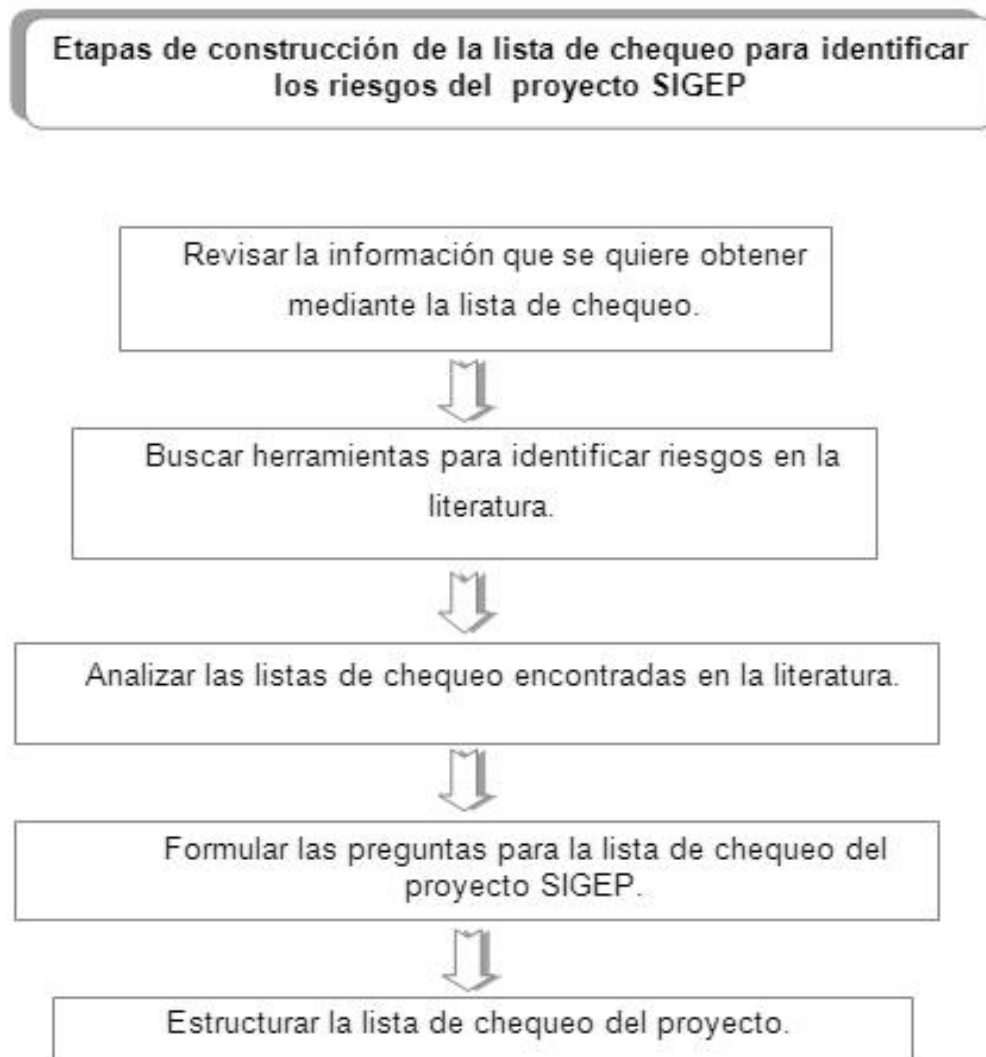 Etapas de construcción de la lista de chequeo para identificar
los riesgos del proyecto SIGEP
Revisar la información que se quiere obtener
mediante la lista de chequeo.
Buscar herramientas para identificar riesgos en la
literatura.
Analizar las listas de chequeo encontradas en la literatura.
Formular las preguntas para la lista de chequeo del
proyecto SIGEP.
Estructurar la lista de chequeo del proyecto.